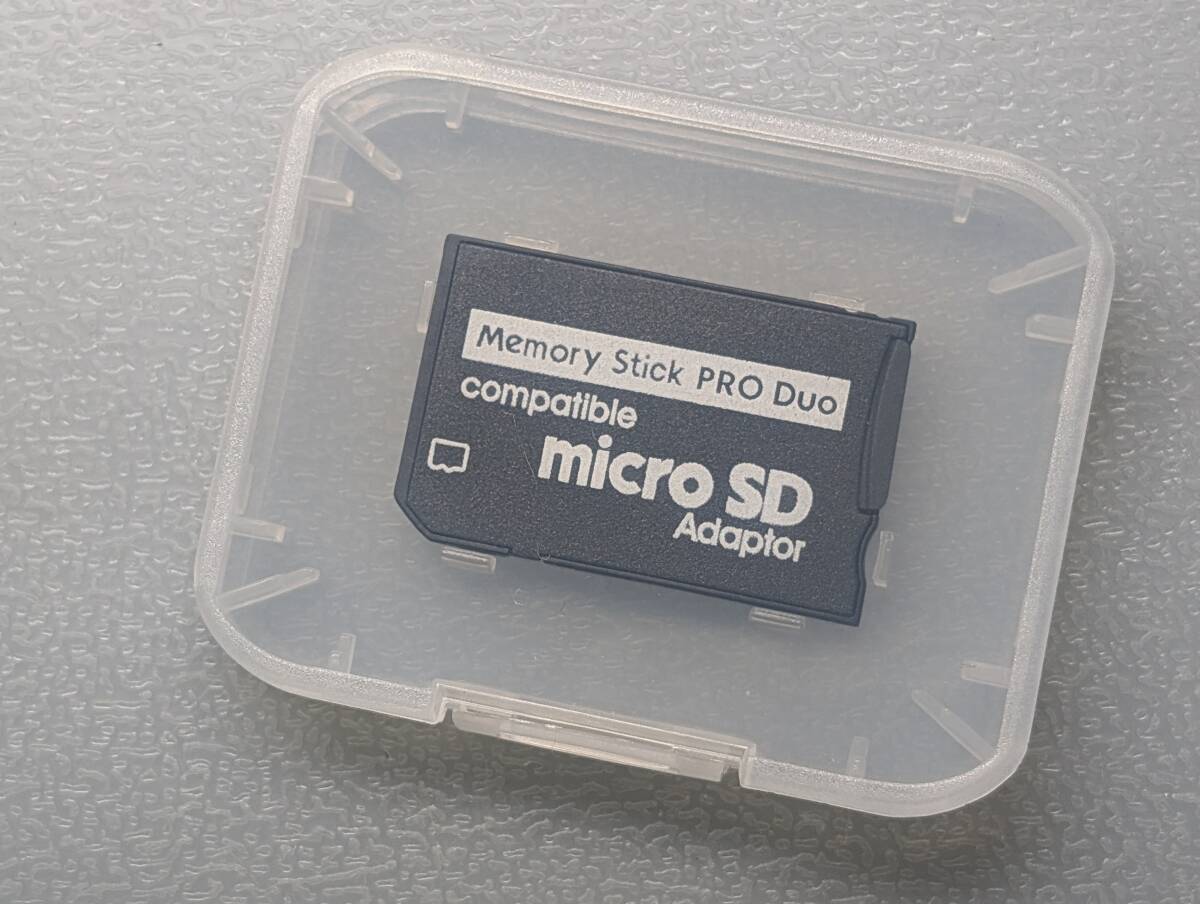 Memory Stick PRO Duo
compatible
micro SD
Adaptor